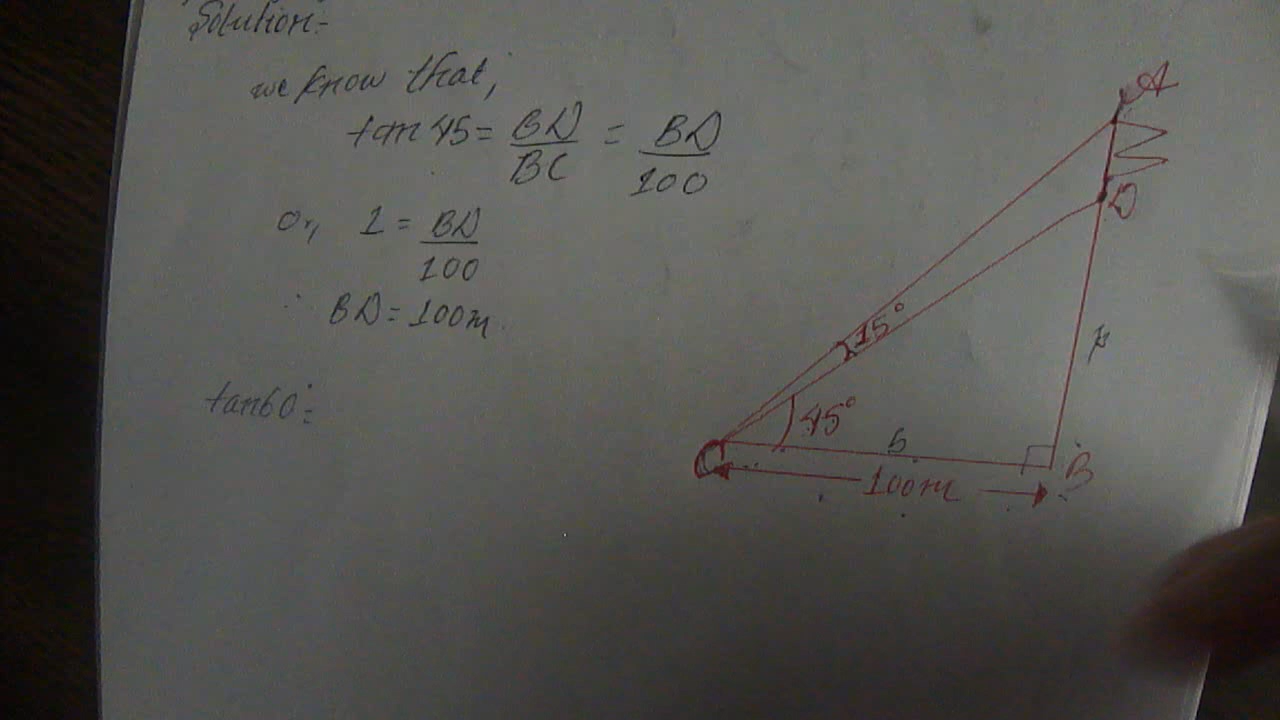 Solution:-
we know that,
tan 45 = BD/BC = BD/100
Or, 1 = BD/100
∴ BD = 100m.
tan60° =
A
D
15°
45°
b
p
C
B
100m